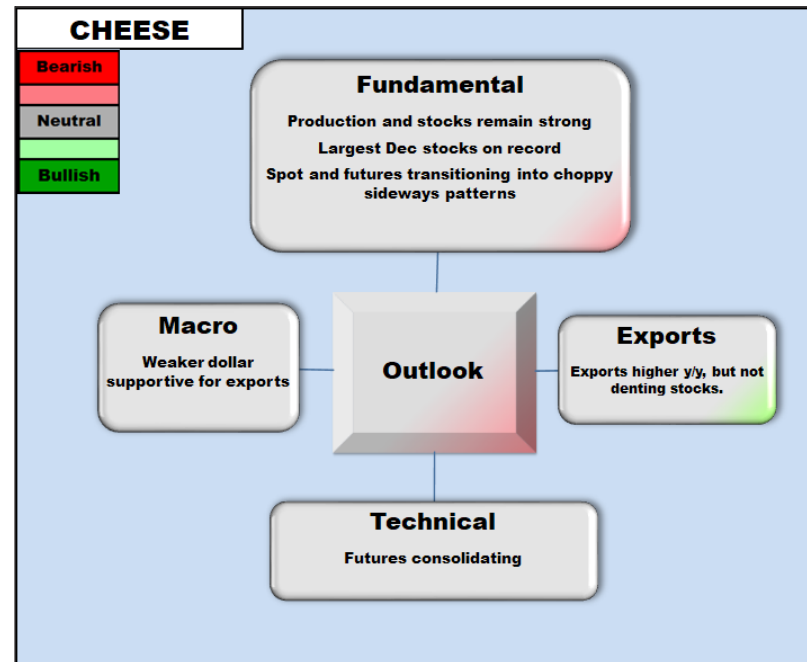 CHEESE
Bearish
Neutral
Bullish
Fundamental
Production and stocks remain strong
Largest Dec stocks on record
Spot and futures transitioning into choppy
sideways patterns
Macro
Weaker dollar
supportive for exports
Outlook
Exports
Exports higher y/y, but not
denting stocks.
Technical
Futures consolidating